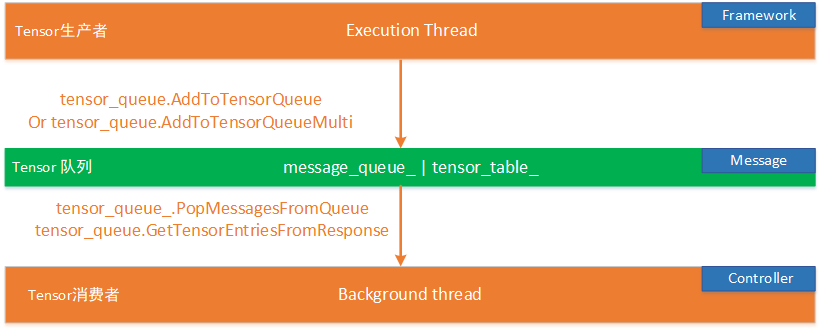 Framework
Tensor生产者
Execution Thread
tensor_queue.AddToTensorQueue
Or tensor_queue.AddToTensorQueueMulti
Message
Tensor 队列
message_queue_ | tensor_table_
tensor_queue_.PopMessagesFromQueue
tensor_queue.GetTensorEntriesFromResponse
Controller
Tensor消费者
Background thread